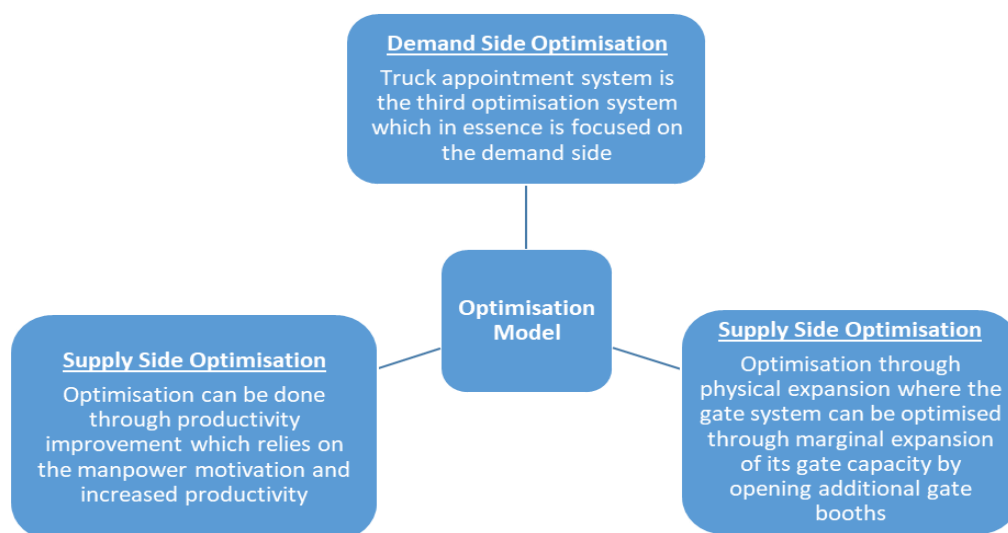 Demand Side Optimisation
Truck appointment system is
the third optimisation system
which in essence is focused on
the demand side
Optimisation
Model
Supply Side Optimisation
Optimisation can be done
through productivity
improvement which relies on
the manpower motivation and
increased productivity
Supply Side Optimisation
Optimisation through
physical expansion where the
gate system can be optimised
through marginal expansion
of its gate capacity by
opening additional gate
booths